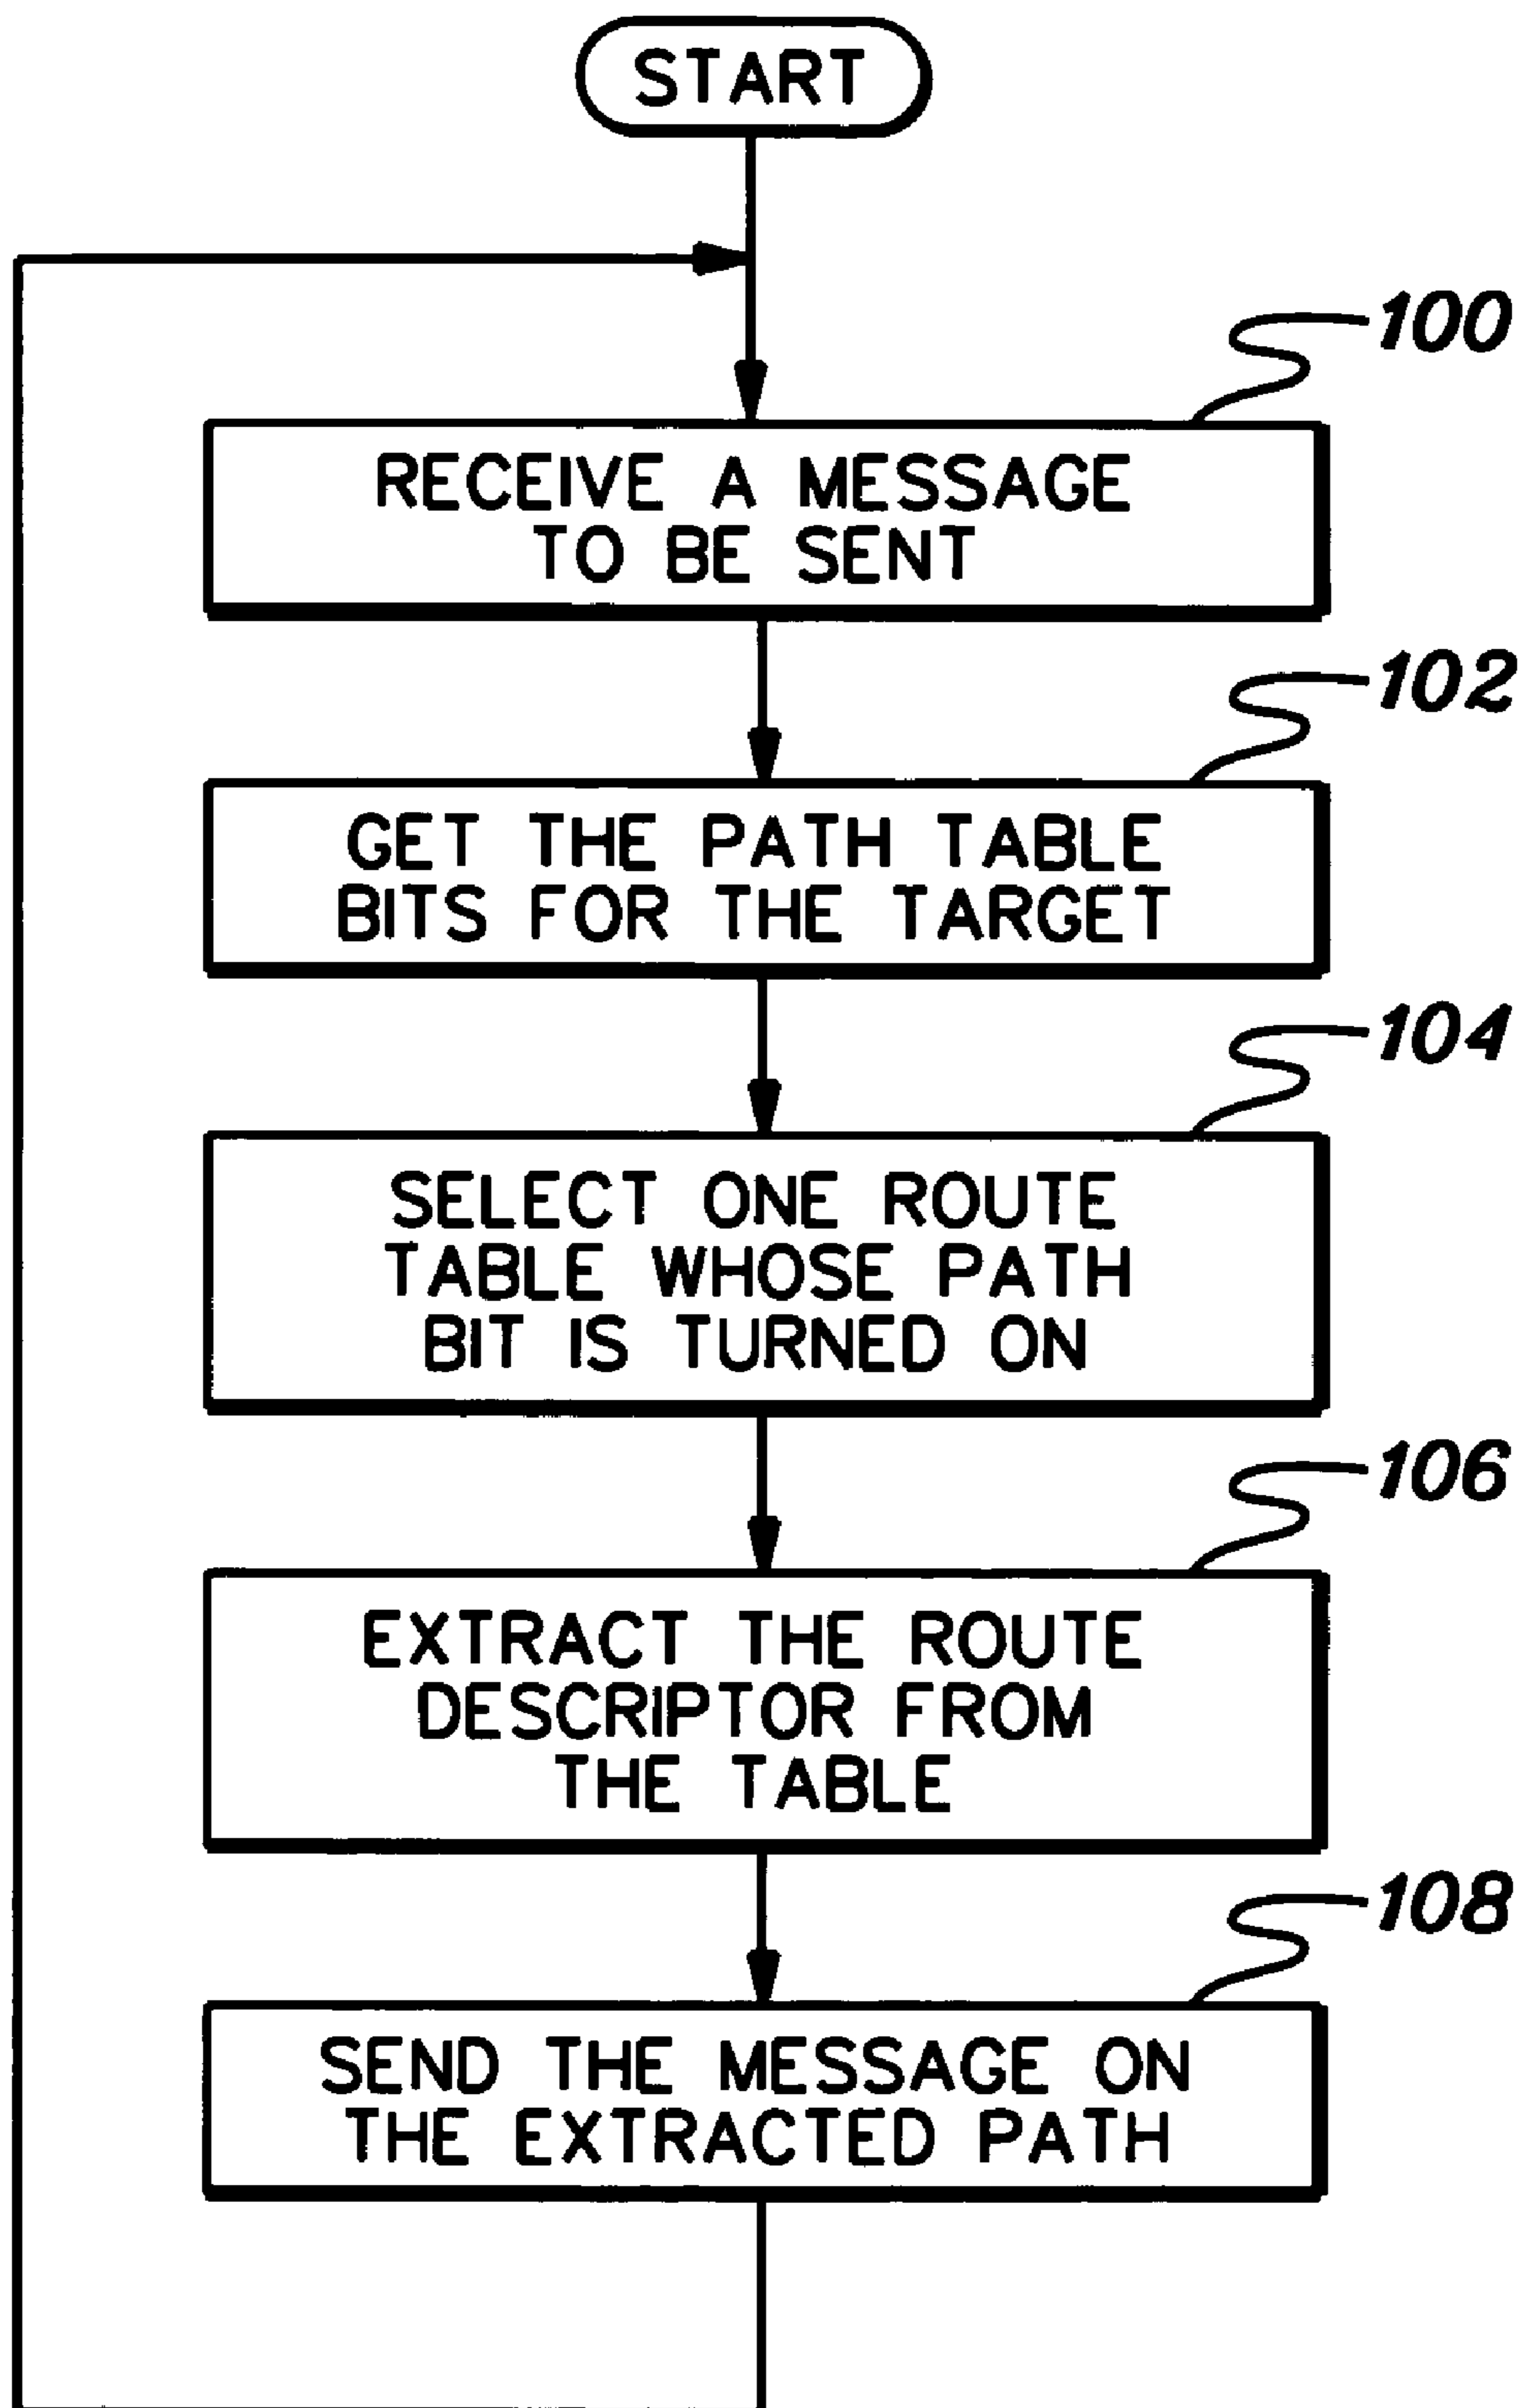 START
100
RECEIVE A MESSAGE
TO BE SENT
102
GET THE PATH TABLE
BITS FOR THE TARGET
104
SELECT ONE ROUTE
TABLE WHOSE PATH
BIT IS TURNED ON
106
EXTRACT THE ROUTE
DESCRIPTOR FROM
THE TABLE
108
SEND THE MESSAGE ON
THE EXTRACTED PATH